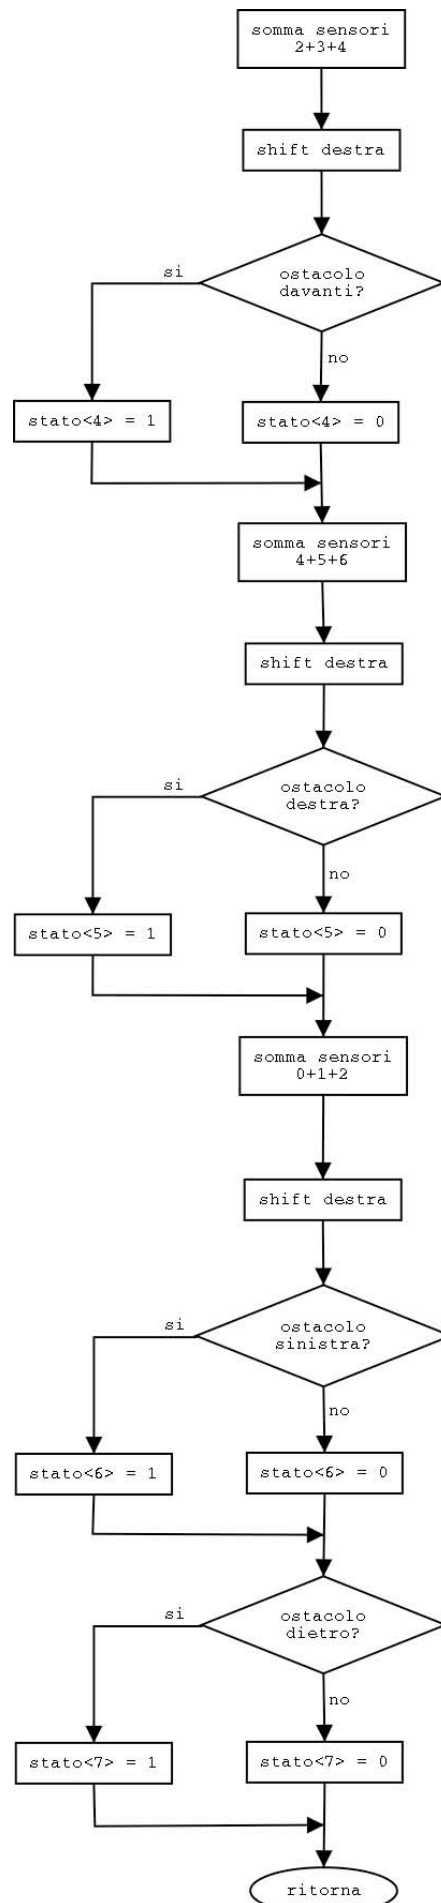 somma sensori
2+3+4
shift destra
ostacolo
davanti?
si
no
stato<4> = 1
stato<4> = 0
somma sensori
4+5+6
shift destra
ostacolo
destra?
si
no
stato<5> = 1
stato<5> = 0
somma sensori
0+1+2
shift destra
ostacolo
sinistra?
si
no
stato<6> = 1
stato<6> = 0
ostacolo
dietro?
si
no
stato<7> = 1
stato<7> = 0
ritorna